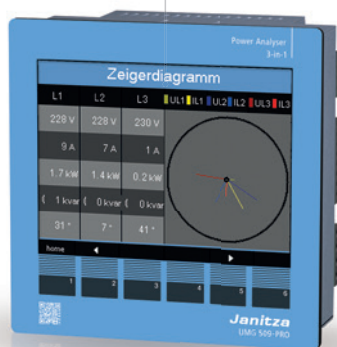 Power Analyser
3-in-1
Zeigerdiagramm
L1 L2 L3 UL1 IL1 UL2 IL2 UL3 IL3
228 V 228 V 230 V
9 A 7 A 1 A
1.7 kW 1.4 kW 0.2 kW
( 1 kvar ( 0 kvar ( 0 kvar
31 ° 7 ° 41 °
home
1 2 3 4 5 6
Janitza
UMG 509-PRO